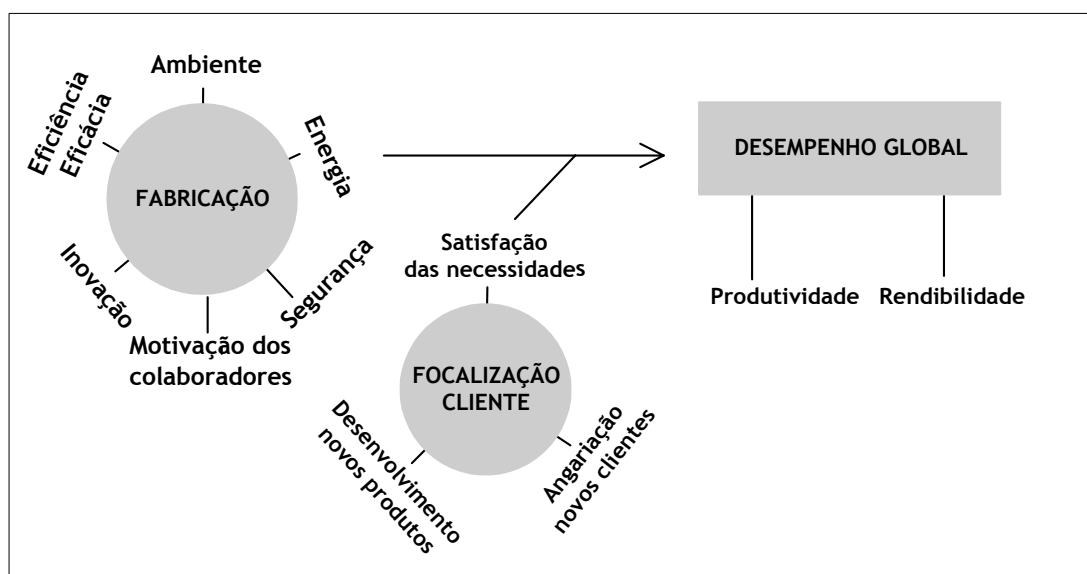 Ambiente
Eficiência
Eficácia
Energia
FABRICAÇÃO
Inovação
Segurança
Motivação dos
colaboradores
DESEMPENHO GLOBAL
Produtividade
Rendibilidade
Satisfação
das necessidades
FOCALIZAÇÃO
CLIENTE
Desenvolvimento
novos produtos
Angariação
novos clientes